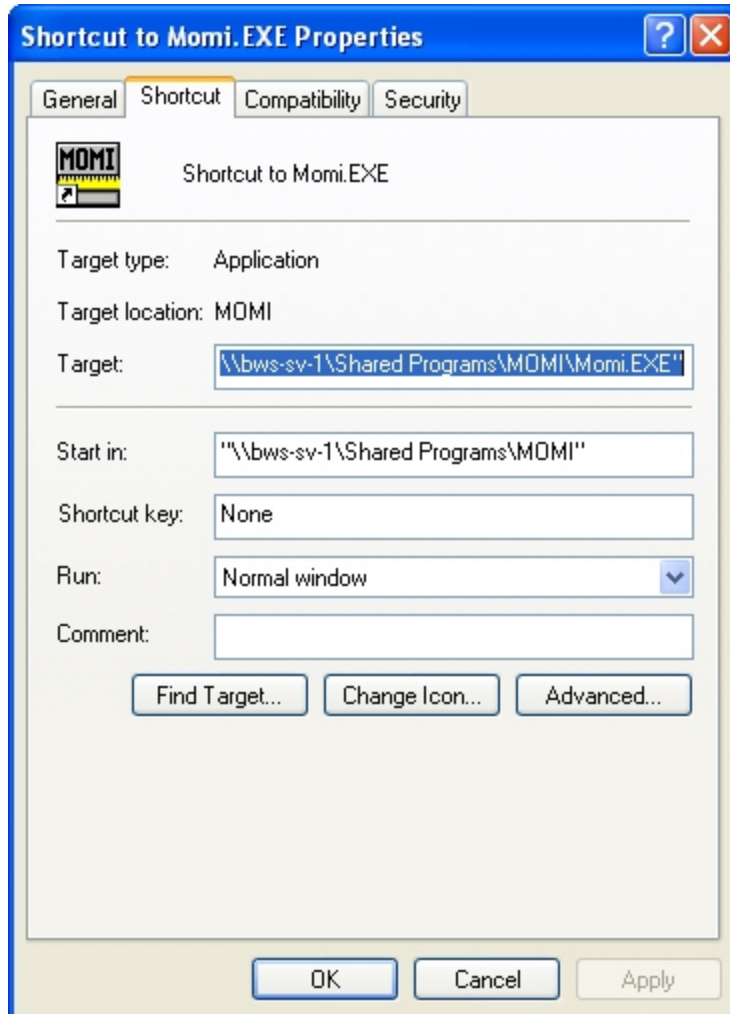 Shortcut to Momi.EXE Properties
General Shortcut Compatibility Security
MOMI
Shortcut to Momi.EXE
Target type: Application
Target location: MOMI
Target: \\bws-sv-1\Shared Programs\MOMI\Momi.EXE"
Start in: "\\bws-sv-1\Shared Programs\MOMI"
Shortcut key: None
Run: Normal window
Comment:
Find Target... Change Icon... Advanced...
OK Cancel Apply